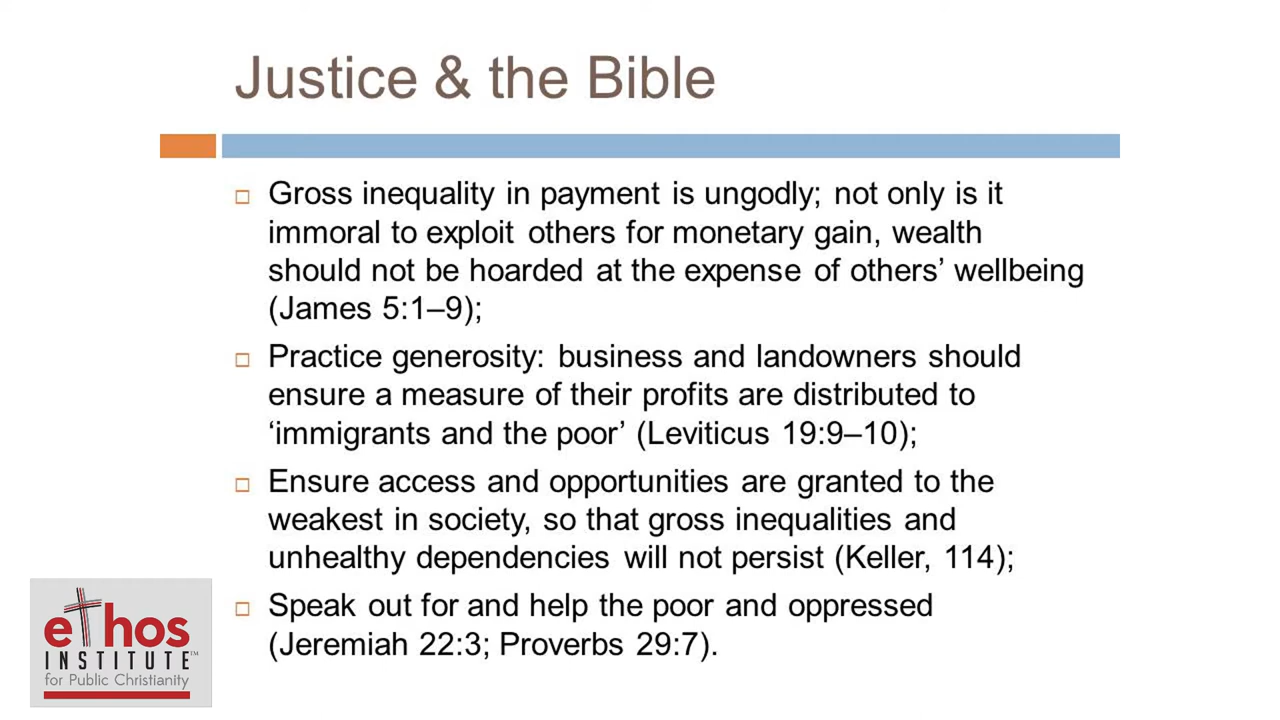 Justice & the Bible
Gross inequality in payment is ungodly; not only is it
immoral to exploit others for monetary gain, wealth
should not be hoarded at the expense of others’ wellbeing
(James 5:1–9);
Practice generosity: business and landowners should
ensure a measure of their profits are distributed to
‘immigrants and the poor’ (Leviticus 19:9–10);
Ensure access and opportunities are granted to the
weakest in society, so that gross inequalities and
unhealthy dependencies will not persist (Keller, 114);
Speak out for and help the poor and oppressed
(Jeremiah 22:3; Proverbs 29:7).
ethos
INSTITUTE™
for Public Christianity